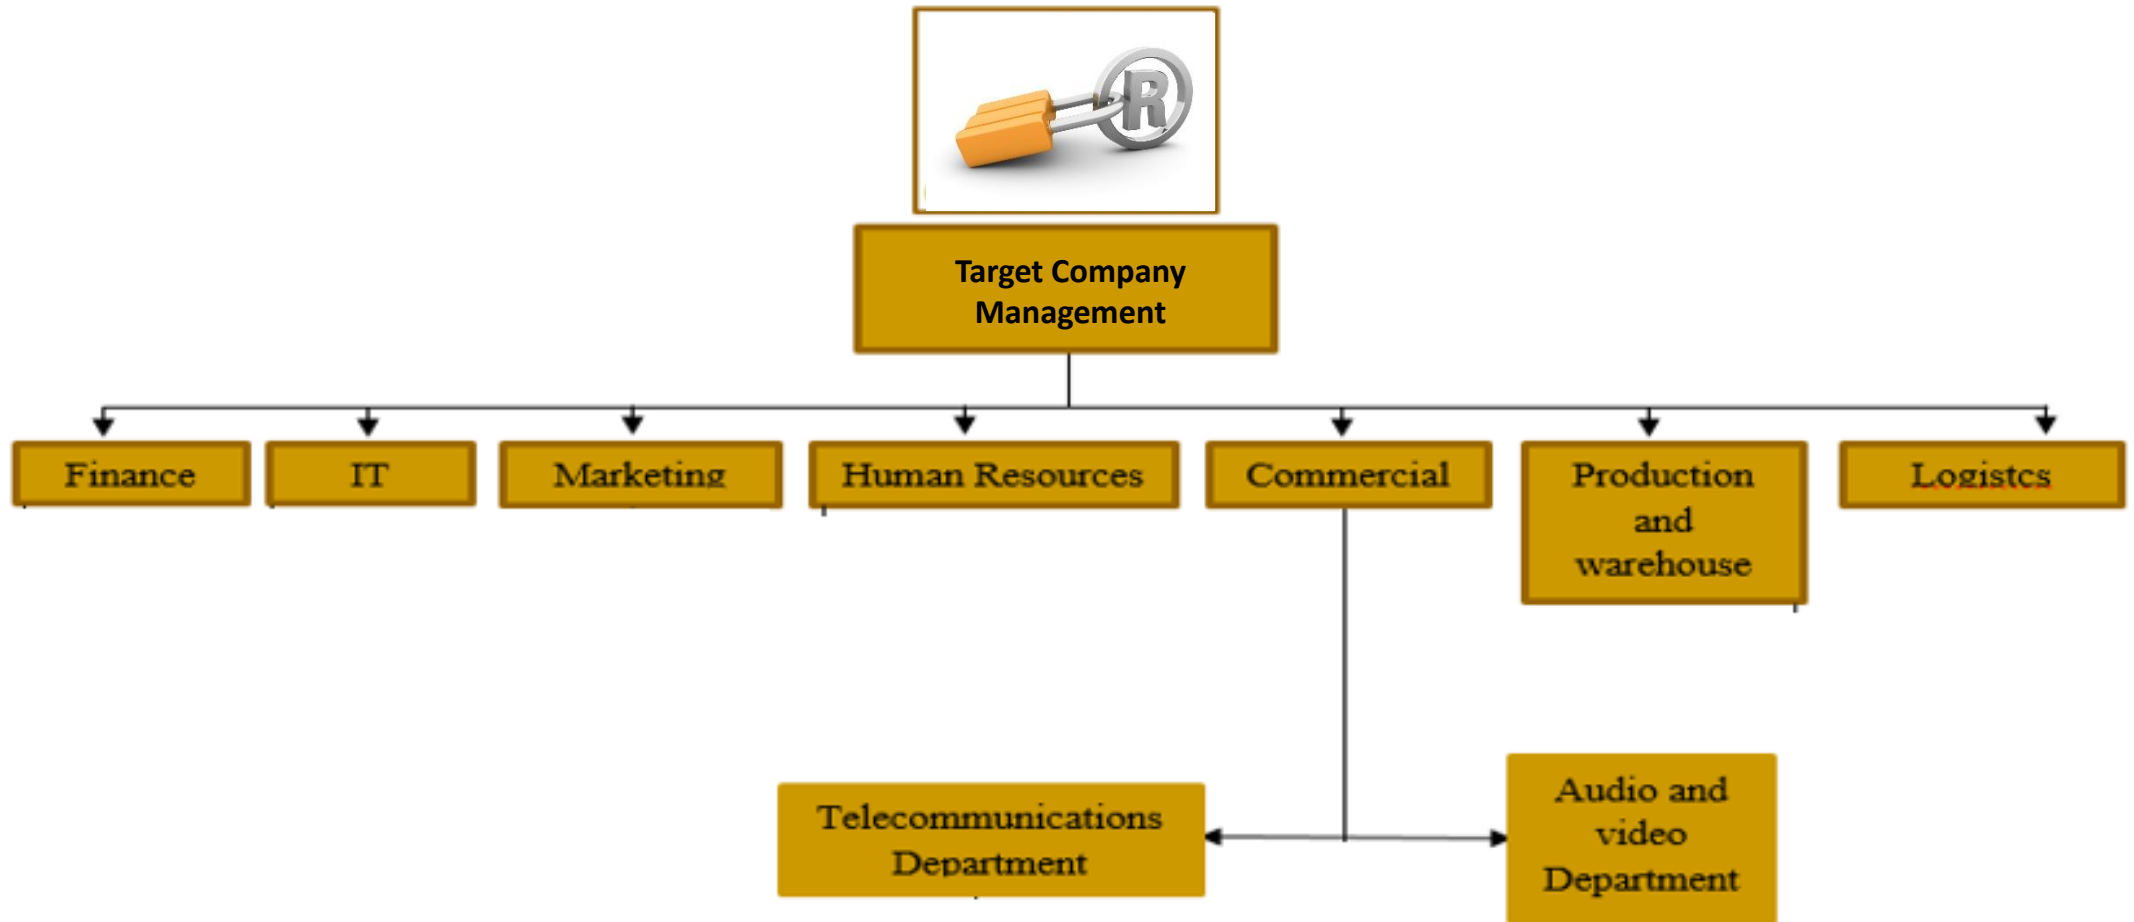 R
Target Company
Management
Finance
IT
Marketing
Human Resources
Commercial
Production
and
warehouse
Logistcs
Telecommunications
Department
Audio and
video
Department